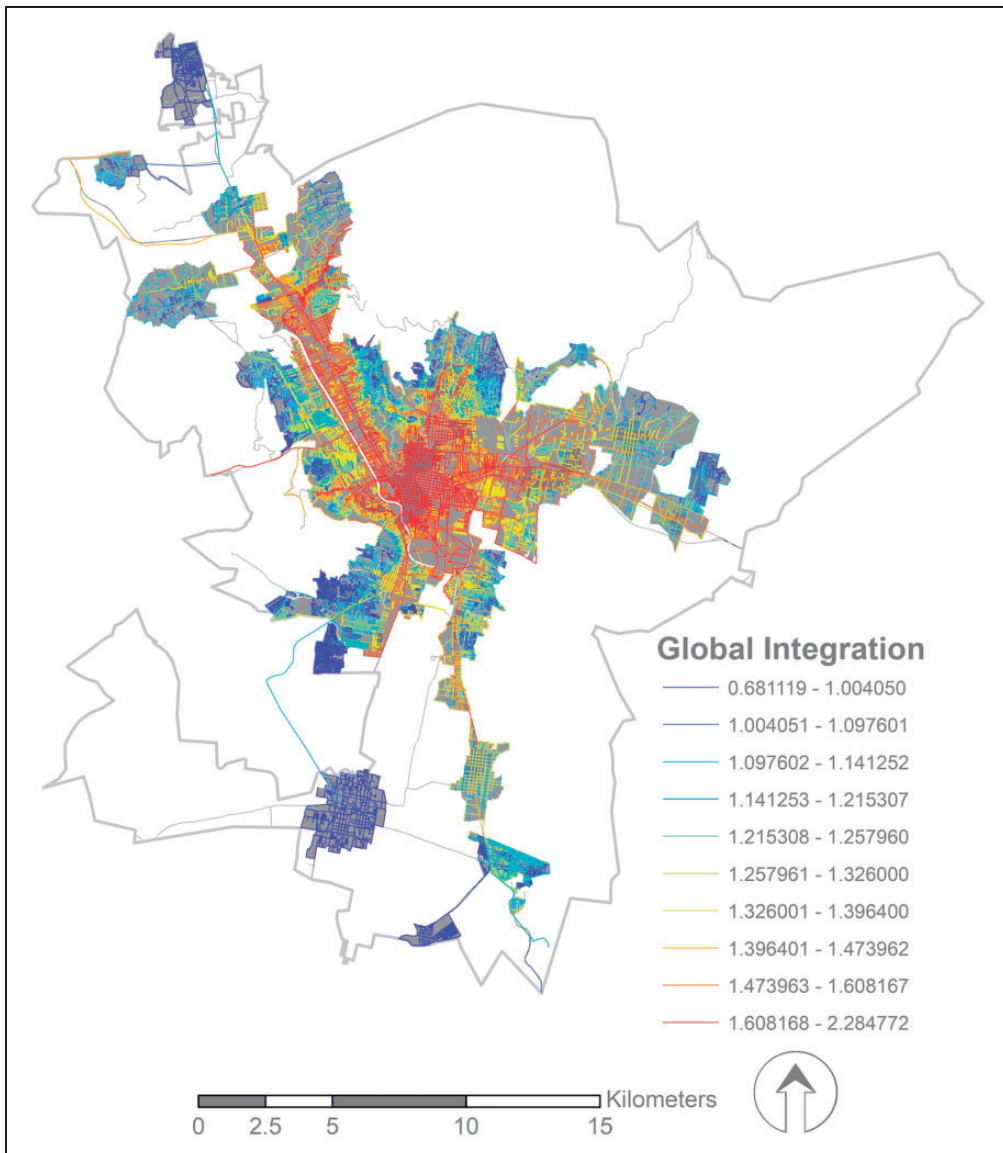 Global Integration
0.681119 - 1.004050
1.004051 - 1.097601
1.097602 - 1.141252
1.141253 - 1.215307
1.215308 - 1.257960
1.257961 - 1.326000
1.326001 - 1.396400
1.396401 - 1.473962
1.473963 - 1.608167
1.608168 - 2.284772
Kilometers
0 2.5 5 10 15